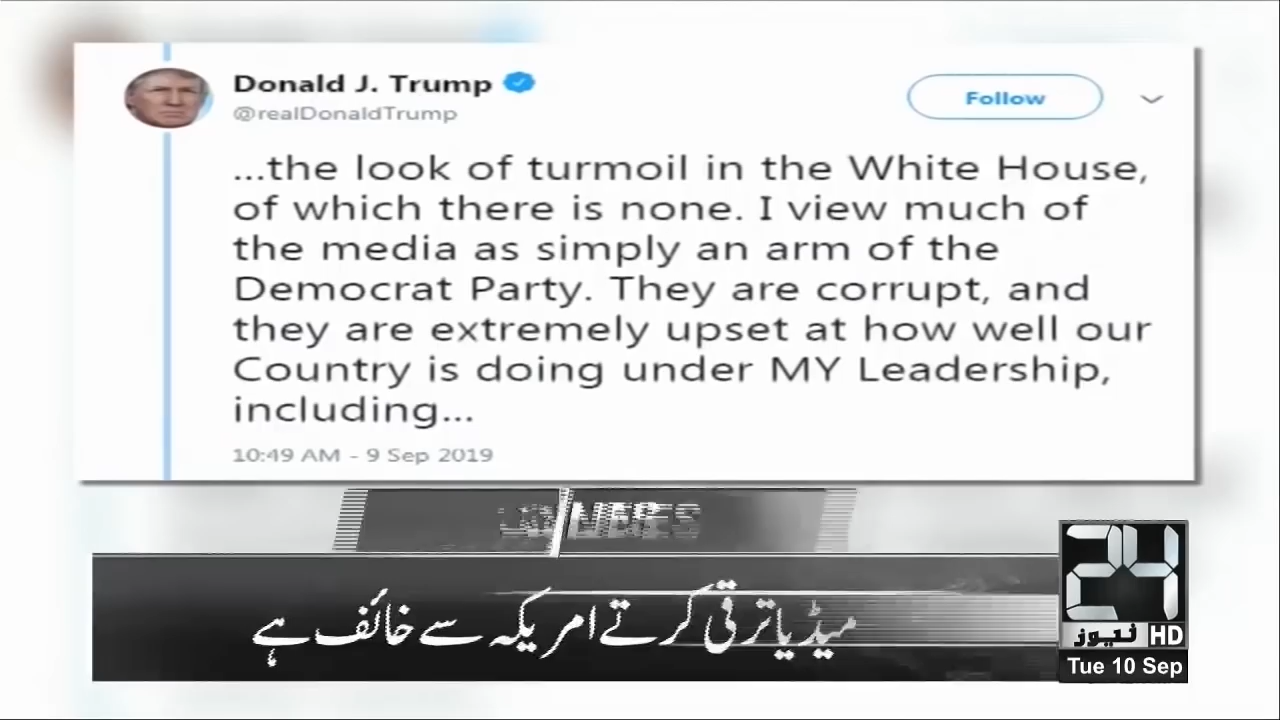 Donald J. Trump
@realDonaldTrump
Follow
...the look of turmoil in the White House,
of which there is none. I view much of
the media as simply an arm of the
Democrat Party. They are corrupt, and
they are extremely upset at how well our
Country is doing under MY Leadership,
including...
10:49 AM - 9 Sep 2019
میڈیا ترقی کرتے امریکہ سے خائف ہے
24
نیوز HD
Tue 10 Sep